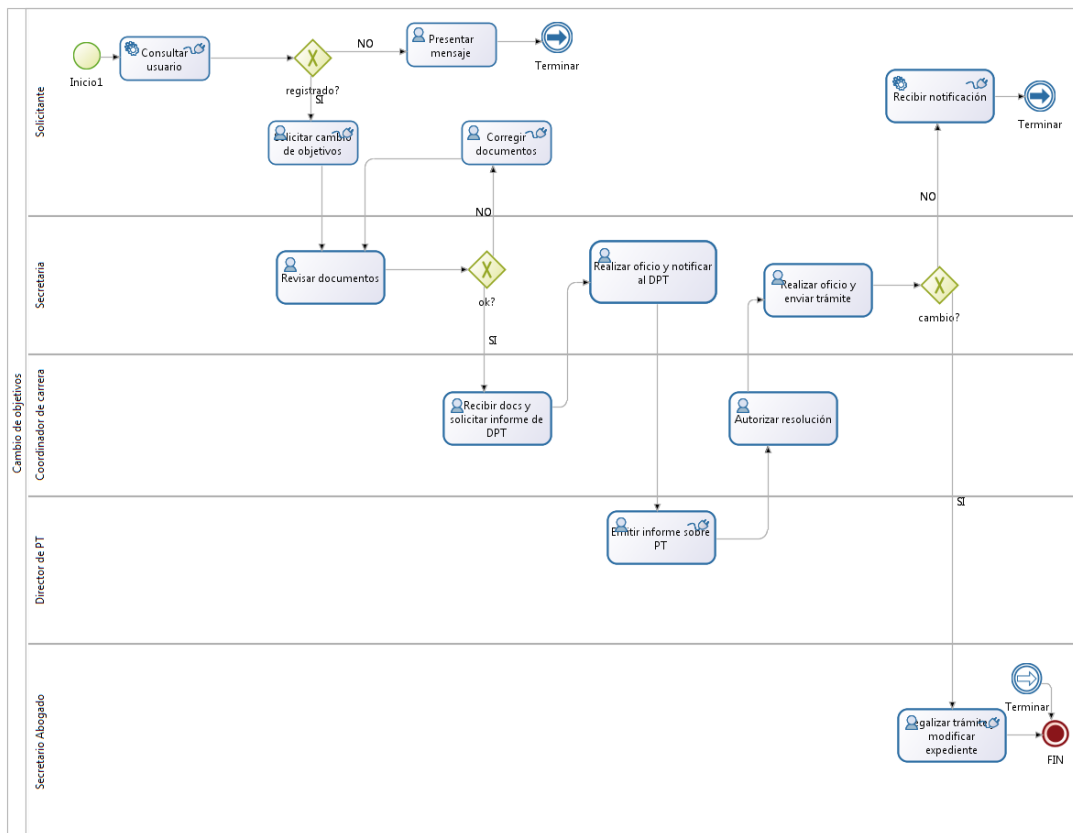 Cambio de objetivos
Solicitante
Inicio1
Consultar
usuario
registrado?
NO
SI
Presentar
mensaje
Terminar
Solicitar cambio
de objetivos
Corregir
documentos
NO
Recibir notificación
Terminar
NO
Secretaria
Revisar documentos
ok?
SI
Realizar oficio y notificar
al DPT
Realizar oficio y
enviar trámite
cambio?
Coordinador de carrera
Recibir docs y
solicitar informe de
DPT
Autorizar resolución
SI
Director de PT
Emitir informe sobre
PT
Secretario Abogado
Terminar
Legalizar trámite,
modificar
expediente
FIN